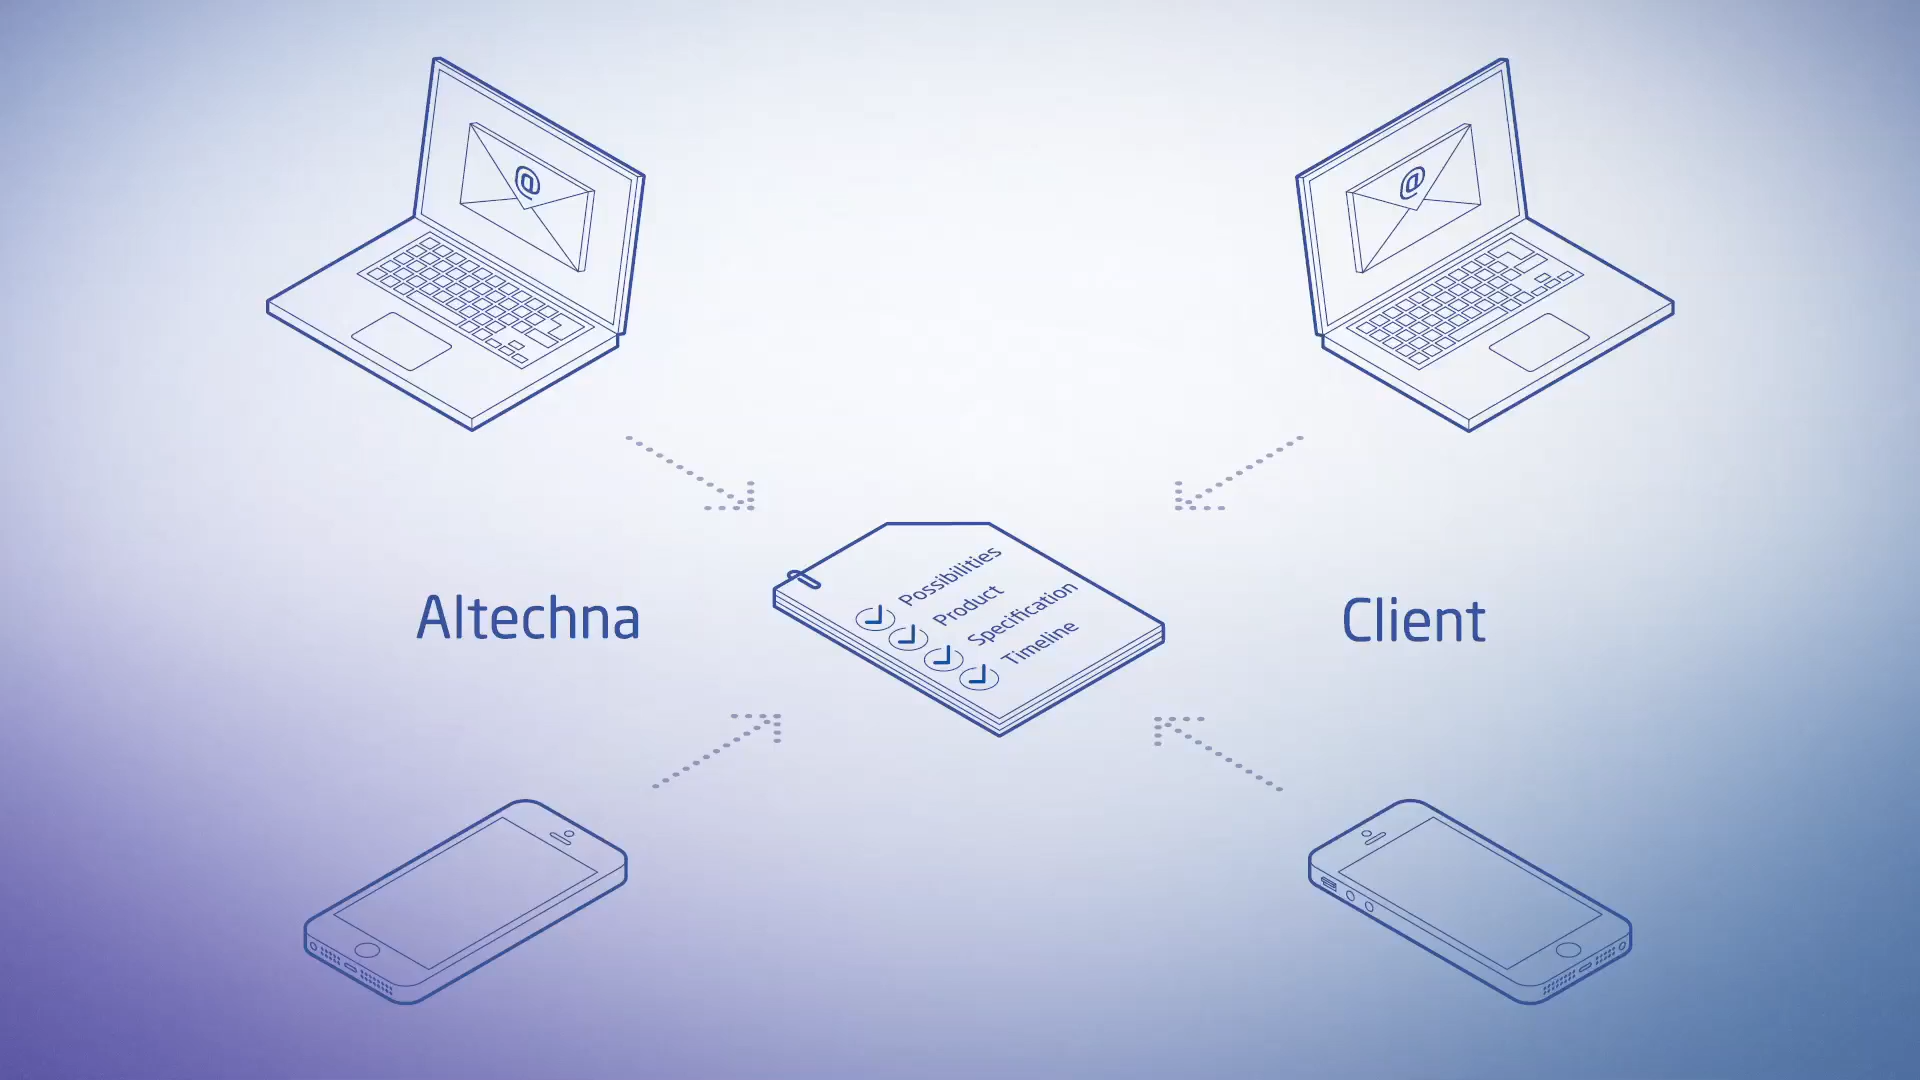 @
@
Possibilities
Product
Specification
Timeline
Altechna
Client